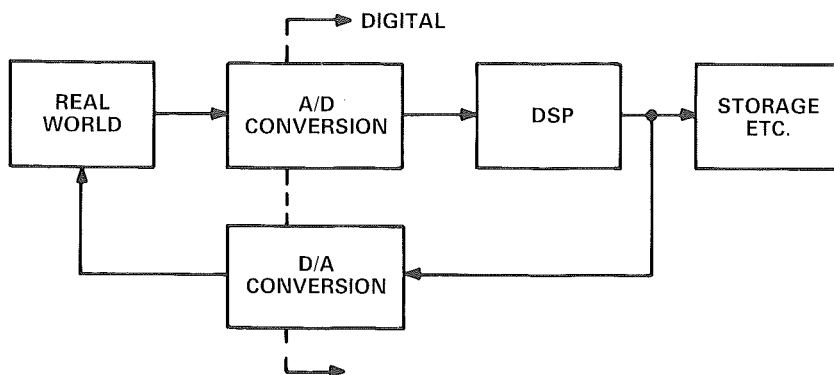 DIGITAL
REAL
WORLD
A/D
CONVERSION
DSP
STORAGE
ETC.
D/A
CONVERSION